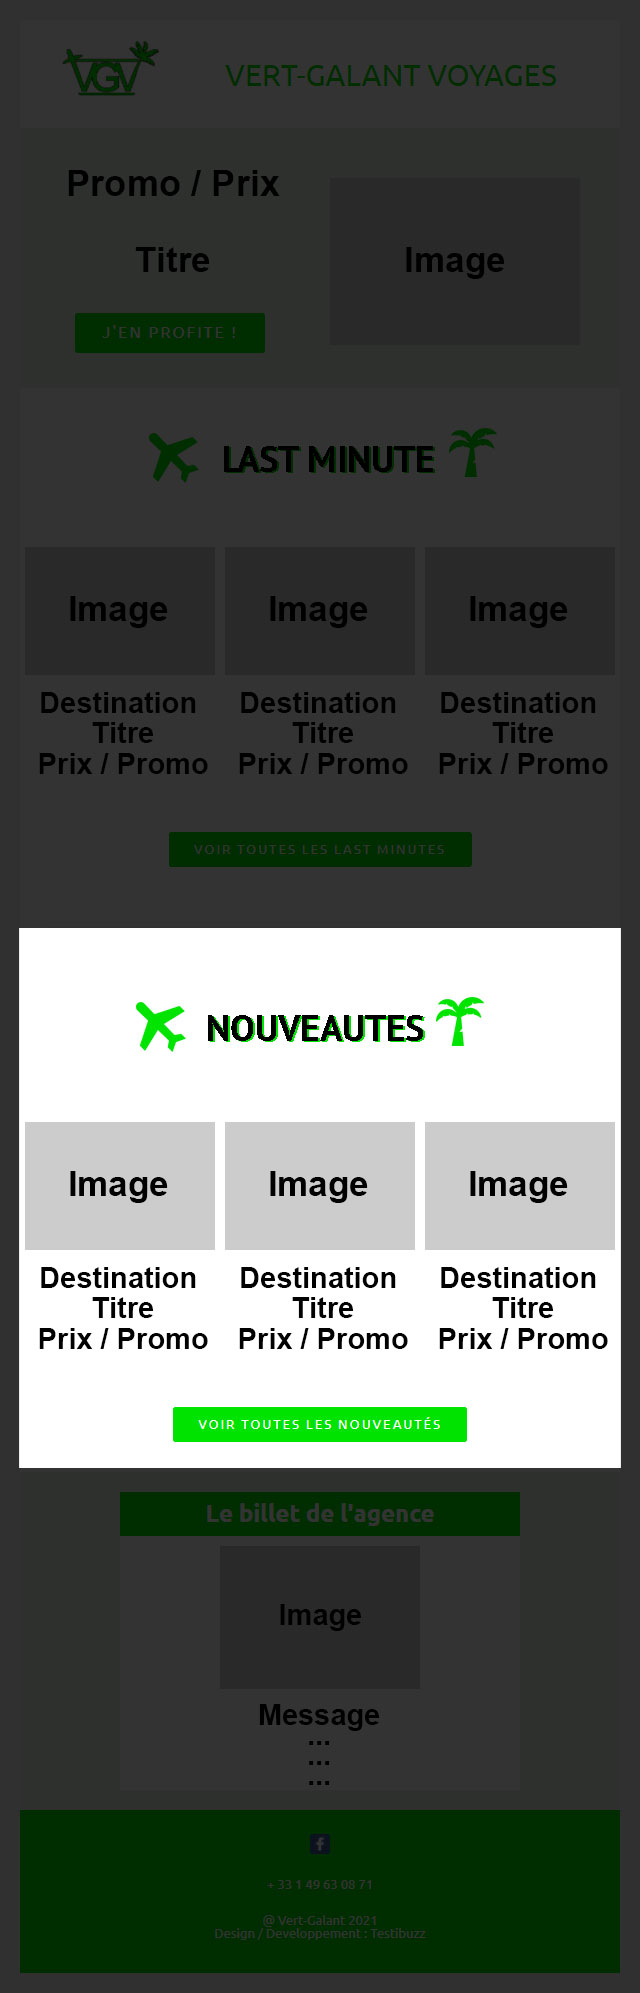 VGV
VERT-GALANT VOYAGES
Promo / Prix
Titre
Image
J'EN PROFITE !
LAST MINUTE
Image Image Image
Destination Destination Destination
Titre Titre Titre
Prix / Promo Prix / Promo Prix / Promo
VOIR TOUTES LES LAST MINUTES
NOUVEAUTES
Image Image Image
Destination Destination Destination
Titre Titre Titre
Prix / Promo Prix / Promo Prix / Promo
VOIR TOUTES LES NOUVEAUTÉS
Le billet de l'agence
Image
Message
...
...
...
f
+ 33 1 49 63 08 71
@ Vert-Galant 2021
Design / Developpement : Testibuzz